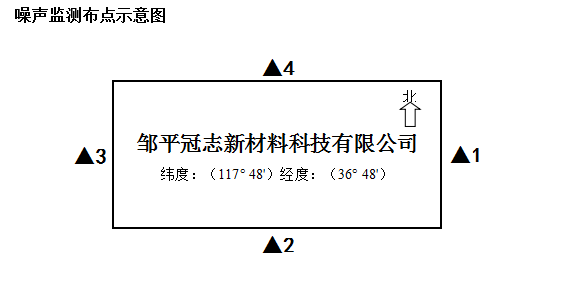 噪声监测布点示意图
▲4
北
邹平冠志新材料科技有限公司
▲3
▲1
纬度：（117° 48'）经度：（36° 48'）
▲2